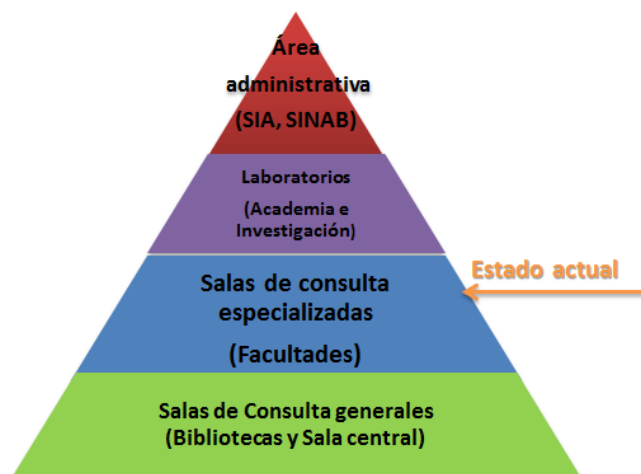 Área
administrativa
(SIA, SINAB)
Laboratorios
(Academia e
Investigación)
Estado actual
Salas de consulta
especializadas
(Facultades)
Salas de Consulta generales
(Bibliotecas y Sala central)